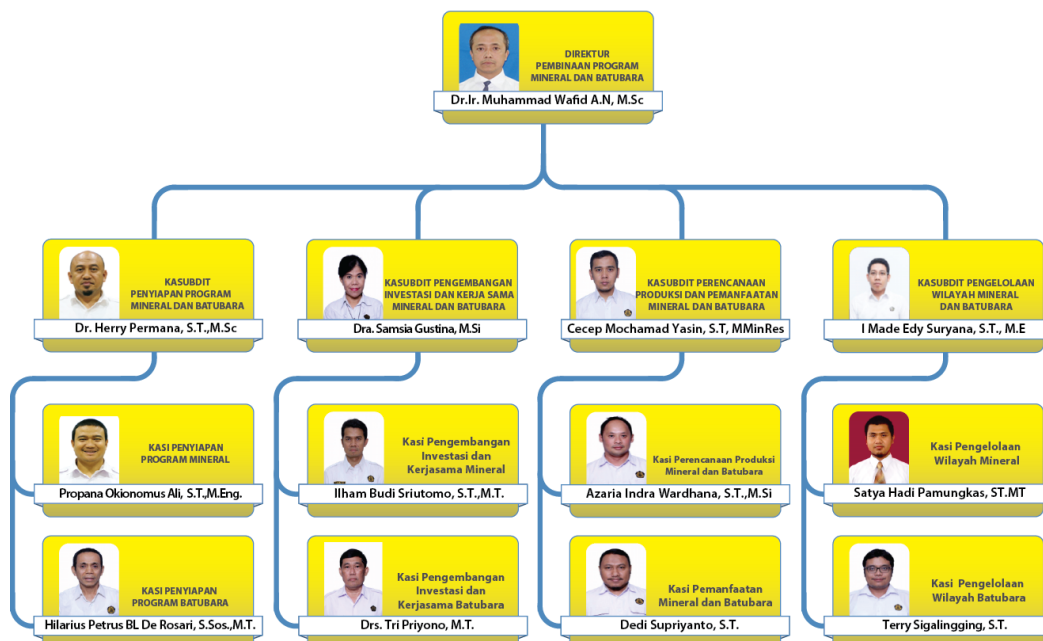 DIREKTUR
PEMBINAAN PROGRAM
MINERAL DAN BATUBARA
Dr.Ir. Muhammad Wafid A.N, M.Sc
KASUBDIT
PENYIAPAN PROGRAM
MINERAL DAN BATUBARA
Dr. Herry Permana, S.T.,M.Sc
KASUBDIT PENGEMBANGAN
INVESTASI DAN KERJA SAMA
MINERAL DAN BATUBARA
Dra. Samsia Gustina, M.Si
KASUBDIT PERENCANAAN
PRODUKSI DAN PEMANFAATAN
MINERAL DAN BATUBARA
Cecep Mochamad Yasin, S.T, MMinRes
KASUBDIT PENGELOLAAN
WILAYAH MINERAL
DAN BATUBARA
I Made Edy Suryana, S.T., M.E
KASI PENYIAPAN
PROGRAM MINERAL
Propana Okionomus Ali, S.T.,M.Eng.
Kasi Pengembangan
Investasi dan
Kerjasama Mineral
Ilham Budi Sriutomo, S.T.,M.T.
Kasi Perencanaan Produksi
Mineral dan Batubara
Azaria Indra Wardhana, S.T.,M.Si
Kasi Pengelolaan
Wilayah Mineral
Satya Hadi Pamungkas, ST.MT
KASI PENYIAPAN
PROGRAM BATUBARA
Hilarius Petrus BL De Rosari, S.Sos.,M.T.
Kasi Pengembangan
Investasi dan
Kerjasama Batubara
Drs. Tri Priyono, M.T.
Kasi Pemanfaatan
Mineral dan Batubara
Dedi Supriyanto, S.T.
Kasi Pengelolaan
Wilayah Batubara
Terry Sigalingging, S.T.